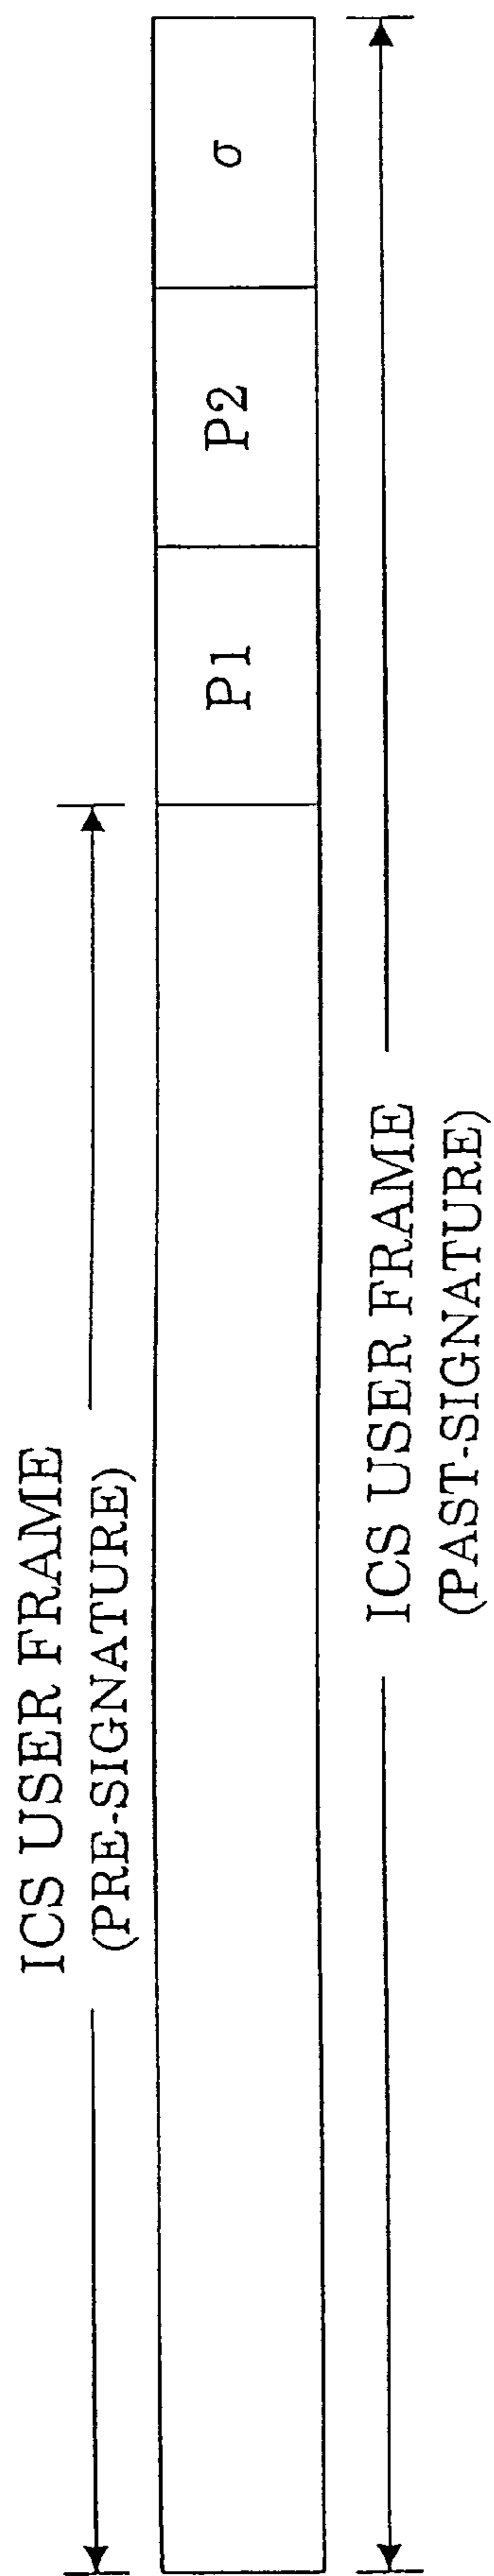 ICS USER FRAME
(PRE-SIGNATURE)
P1 P2 σ
ICS USER FRAME
(PAST-SIGNATURE)